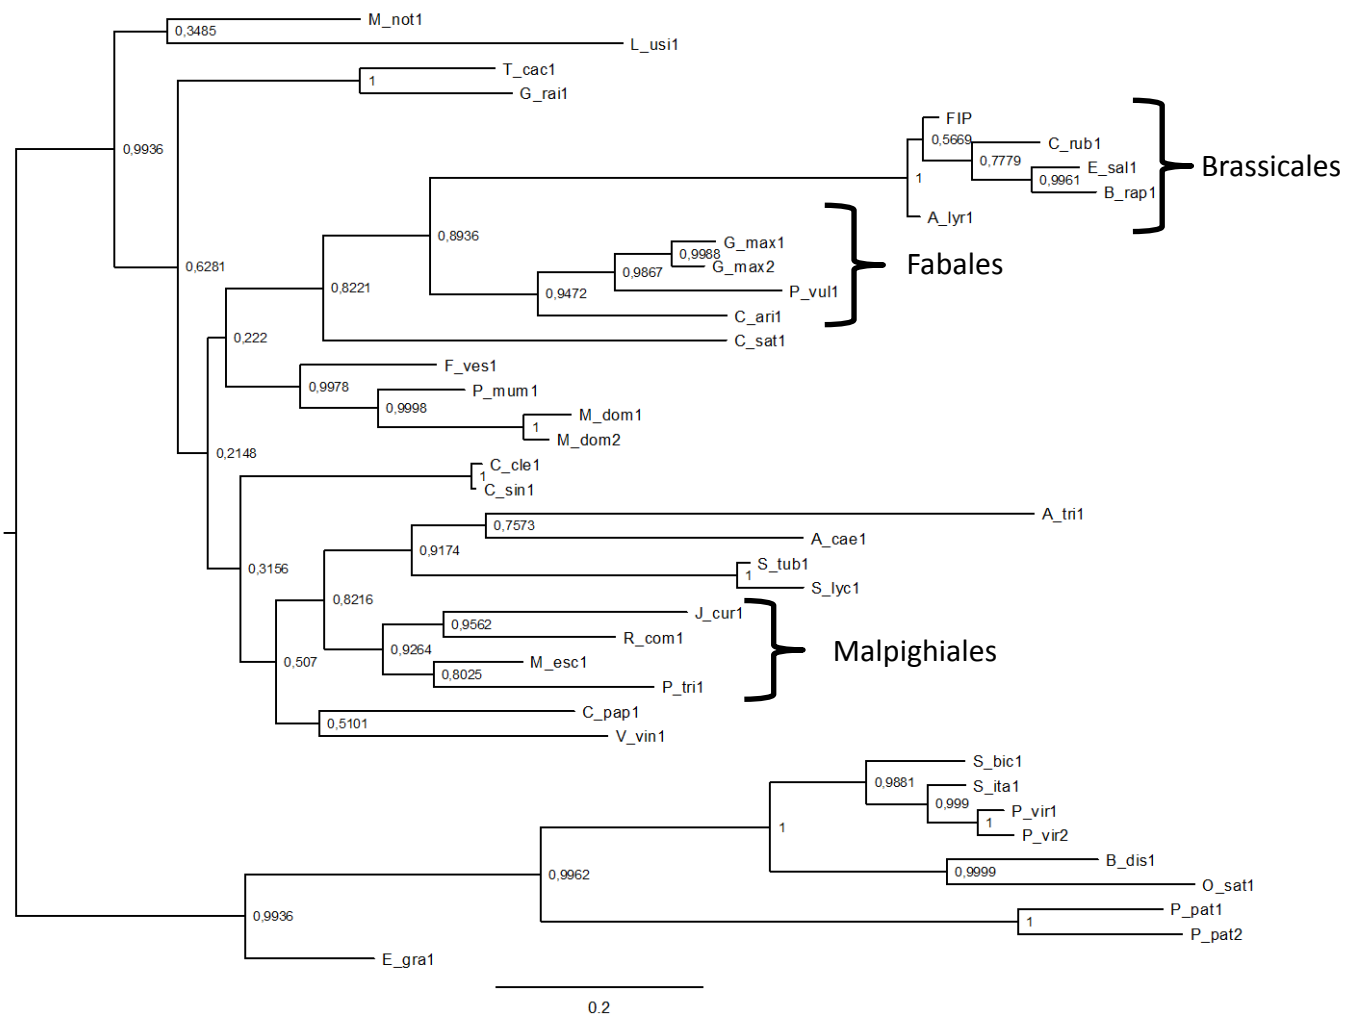 M_not1
0,3485
L_usi1
T_cac1
1
G_rai1
FIP
0,5669
C_rub1
0,7779
E_sal1
0,9961
B_rap1
Brassicales
0,9936
1
A_lyr1
0,8936
G_max1
0,9988
G_max2
0,9867
Fabales
0,6281
0,8221
0,9472
P_vul1
C_ari1
0,222
C_sat1
F_ves1
0,9978
P_mum1
0,9998
M_dom1
1
M_dom2
0,2148
C_cle1
1
C_sin1
A_tri1
0,7573
A_cae1
0,9174
S_tub1
1
S_lyc1
0,3156
0,8216
J_cur1
0,9562
R_com1
0,9264
Malpighiales
0,507
M_esc1
0,8025
P_tri1
C_pap1
0,5101
V_vin1
S_bic1
0,9881
S_ita1
0,999
P_vir1
1
P_vir2
1
B_dis1
0,9999
O_sat1
0,9962
P_pat1
1
P_pat2
0,9936
E_gra1
0.2